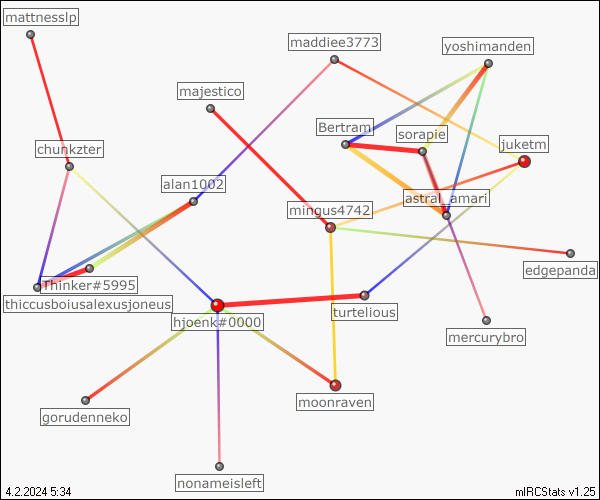 mattnesslp
maddiee3773
yoshimanden
majestico
Bertram
sorapie
juketm
chunkzter
alan1002
astral_amari
mingus4742
edgepanda
Thinker#5995
thiccusboiusalexusjoneus
hjoenk#0000
turtelious
mercurybro
moonraven
gorudenneko
nonameisleft
4.2.2024 5:34
mIRCStats v1.25